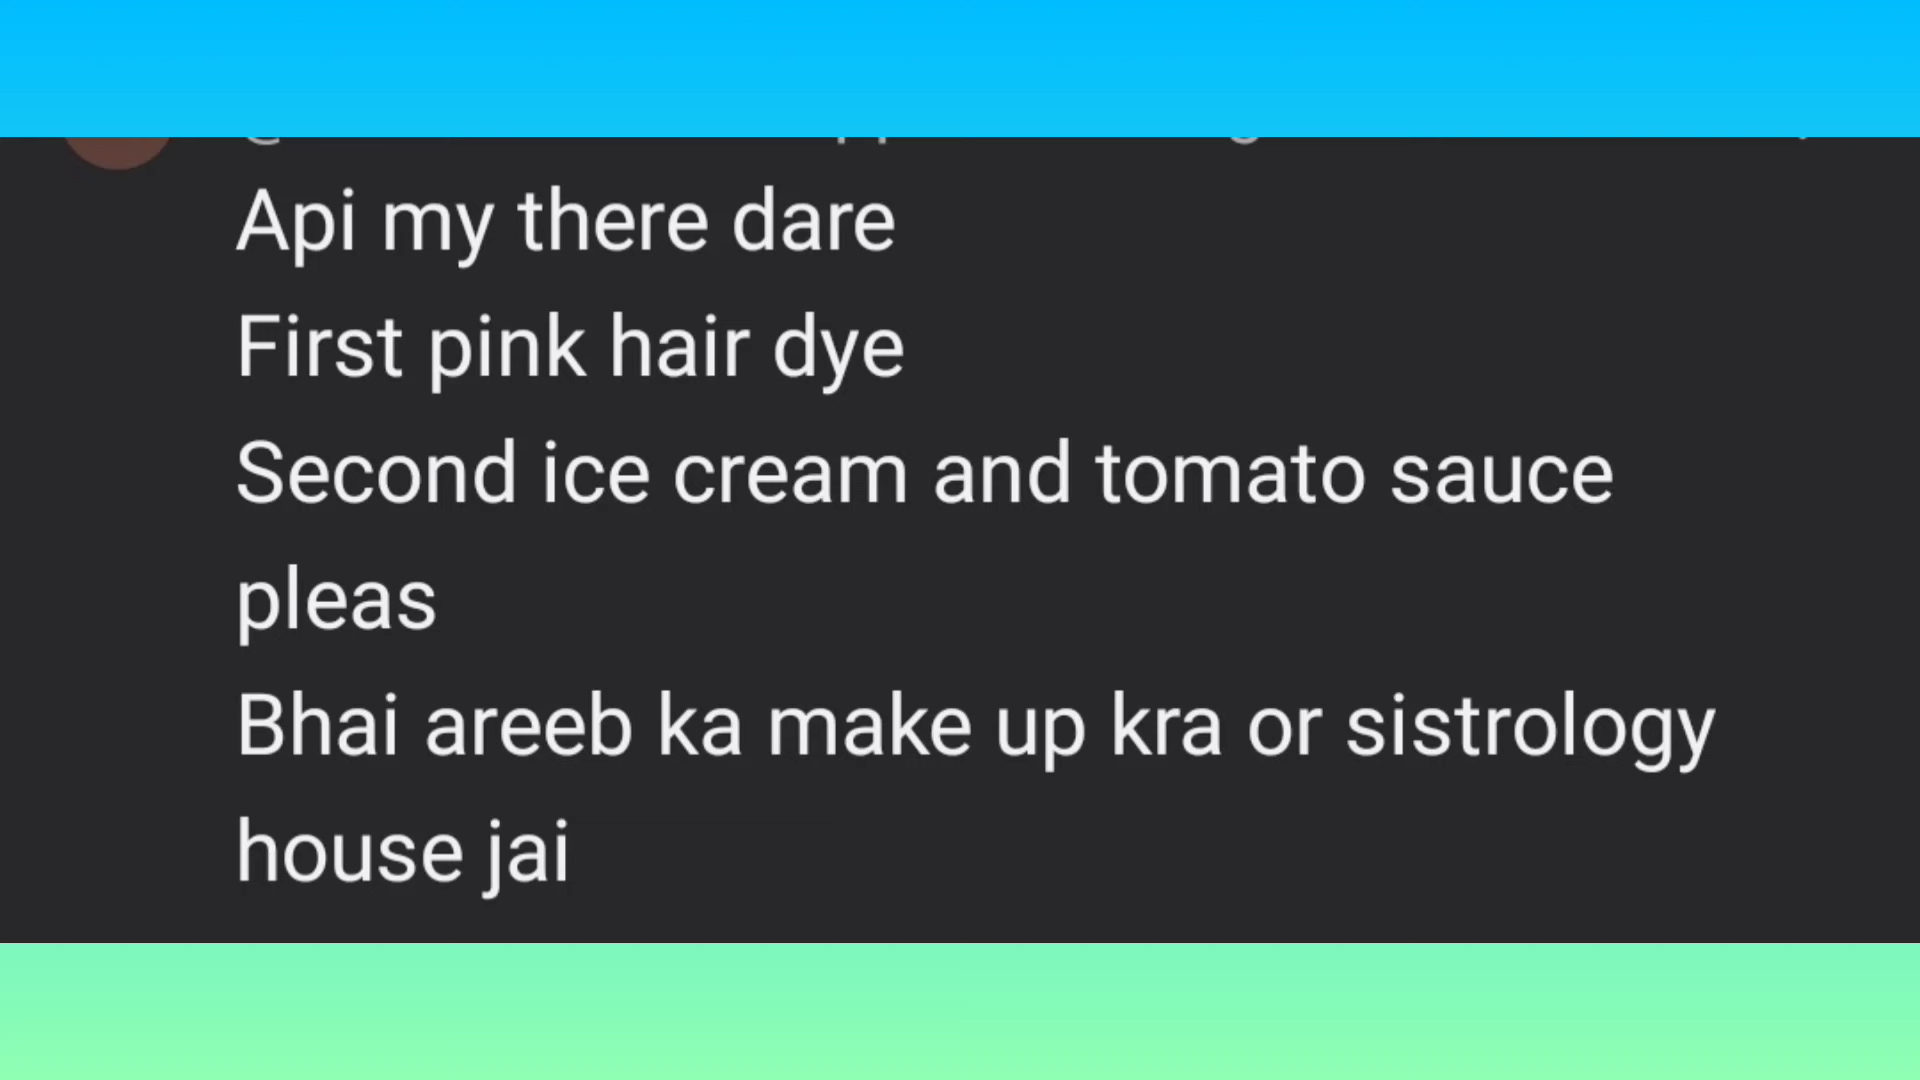 Api my there dare
First pink hair dye
Second ice cream and tomato sauce
pleas
Bhai areeb ka make up kra or sistrology
house jai